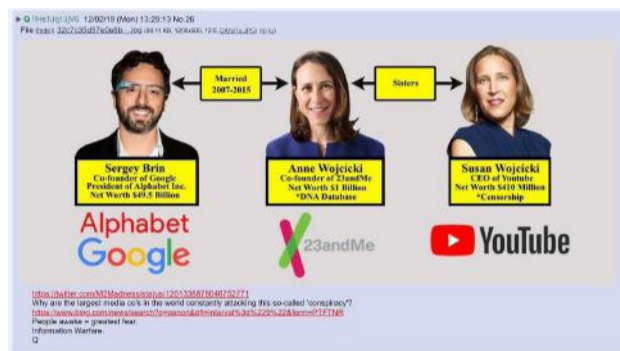 12/02/19 (Mon) 13:29:13 No.26
Married
2007-2015
Sisters
Sergey Brin
Co-founder of Google
President of Alphabet Inc.
Net Worth $49.5 Billion
Anne Wojcicki
Co-founder of 23andMe
Net Worth $1 Billion
*DNA Database
Susan Wojcicki
CEO of Youtube
Net Worth $410 Million
*Censorship
Alphabet
Google
23andMe
YouTube
Why are the largest media co's in the world constantly attacking this so-called 'conspiracy'?
People awake = greatest fear.
Information Warfare.
Q